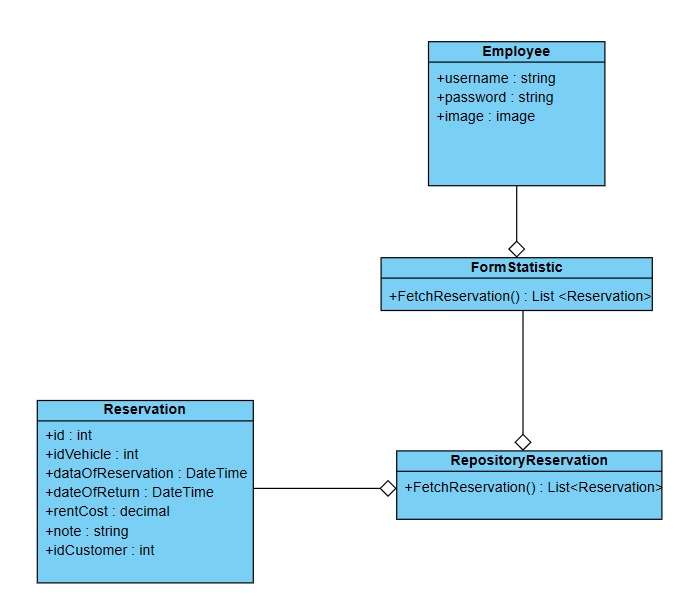 Employee
+username : string
+password : string
+image : image
FormStatistic
+FetchReservation() : List <Reservation>
Reservation
+id : int
+idVehicle : int
+dataOfReservation : DateTime
+dateOfReturn : DateTime
+rentCost : decimal
+note : string
+idCustomer : int
RepositoryReservation
+FetchReservation() : List<Reservation>